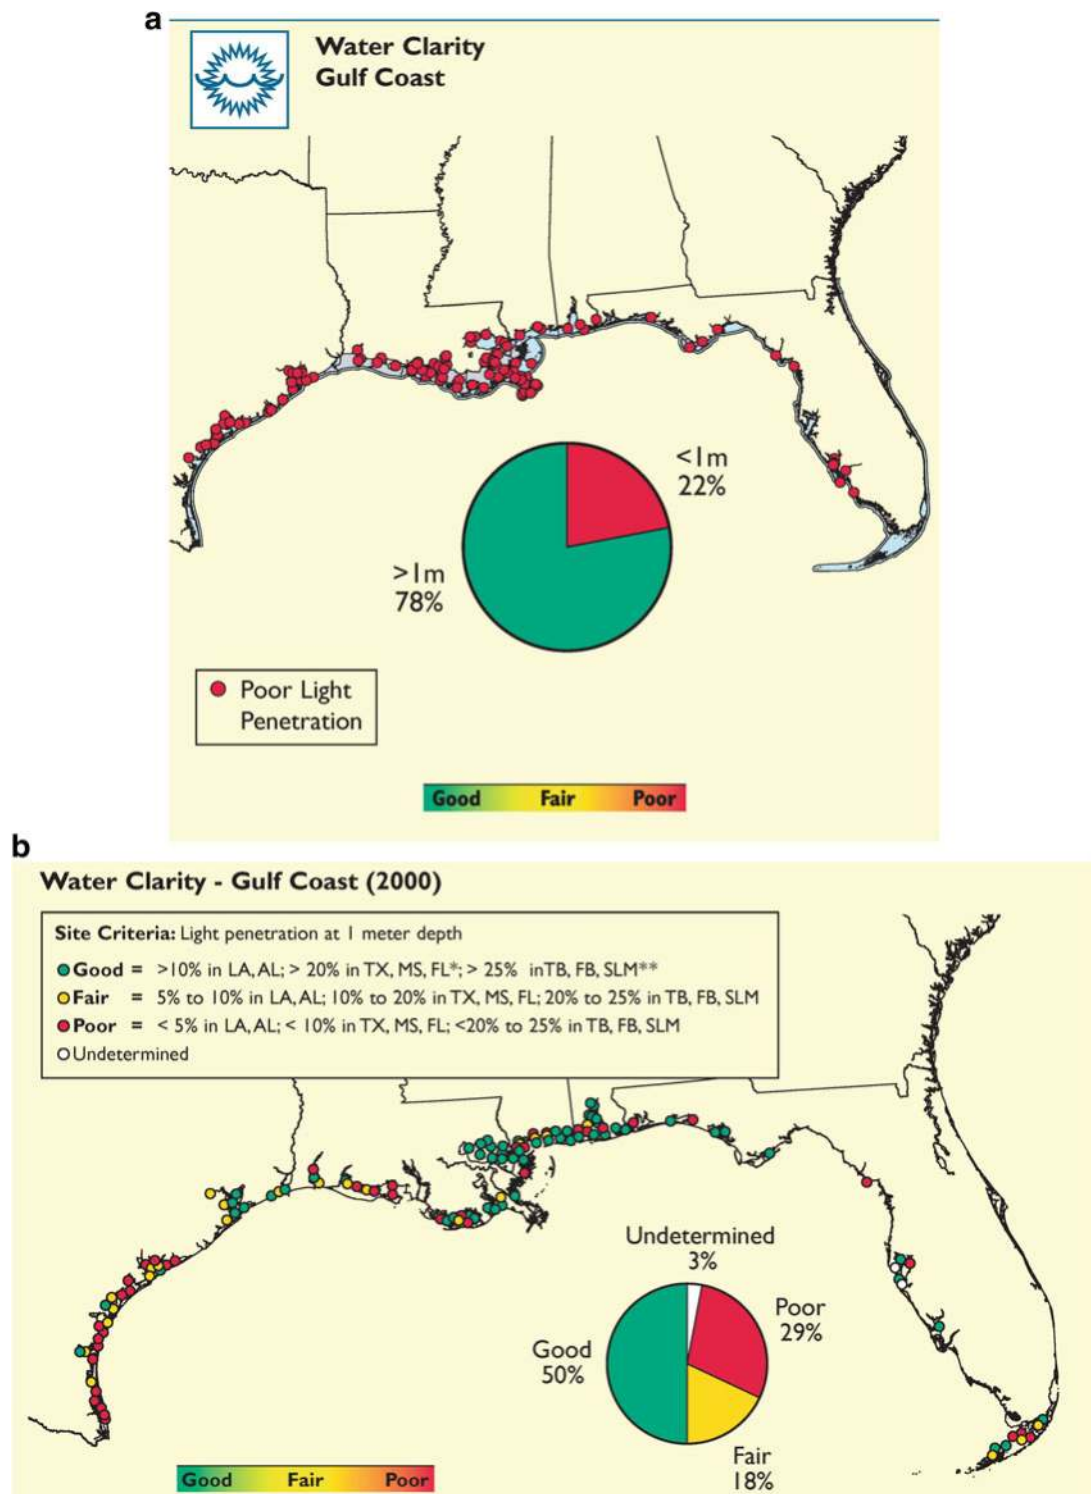 a
Water Clarity
Gulf Coast
<1m
22%
>1m
78%
Poor Light
Penetration
Good Fair Poor
b
Water Clarity - Gulf Coast (2000)
Site Criteria: Light penetration at 1 meter depth
Good = >10% in LA, AL; > 20% in TX, MS, FL*; > 25% inTB, FB, SLM**
Fair = 5% to 10% in LA, AL; 10% to 20% in TX, MS, FL; 20% to 25% in TB, FB, SLM
Poor = < 5% in LA, AL; < 10% in TX, MS, FL; <20% to 25% in TB, FB, SLM
Undetermined
Undetermined
3%
Poor
29%
Good
50%
Fair
18%
Good Fair Poor